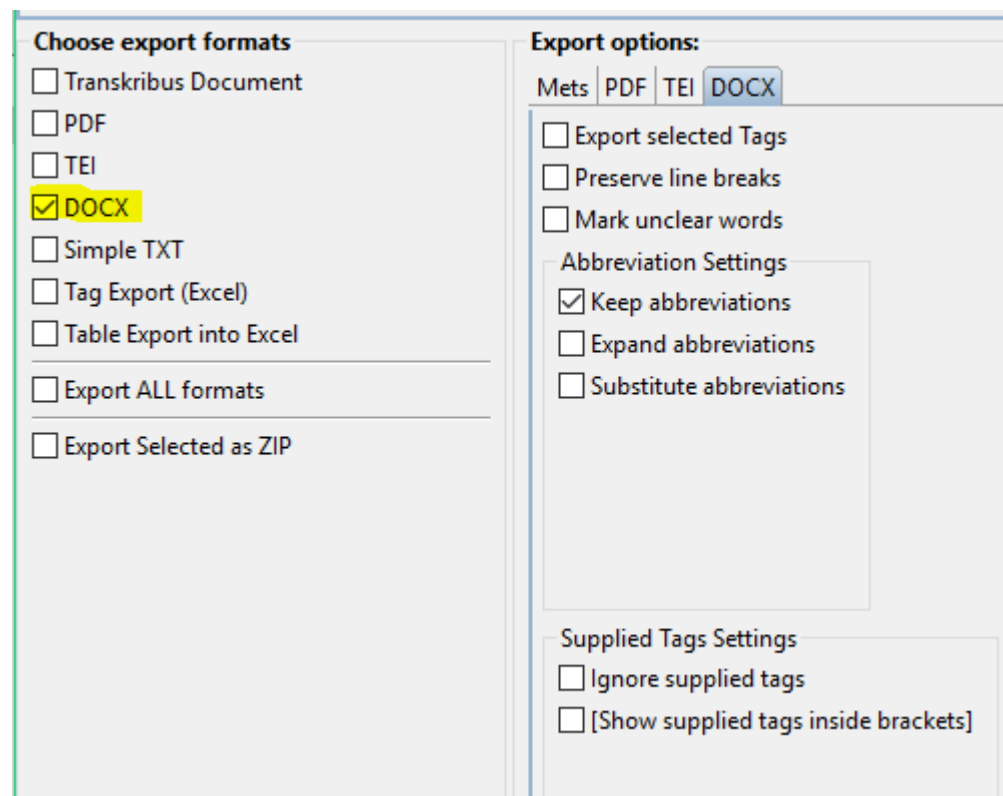 Choose export formats
Transkribus Document
PDF
TEI
DOCX
Simple TXT
Tag Export (Excel)
Table Export into Excel
Export ALL formats
Export Selected as ZIP
Export options:
Mets PDF TEI DOCX
Export selected Tags
Preserve line breaks
Mark unclear words
Abbreviation Settings
Keep abbreviations
Expand abbreviations
Substitute abbreviations
Supplied Tags Settings
Ignore supplied tags
[Show supplied tags inside brackets]